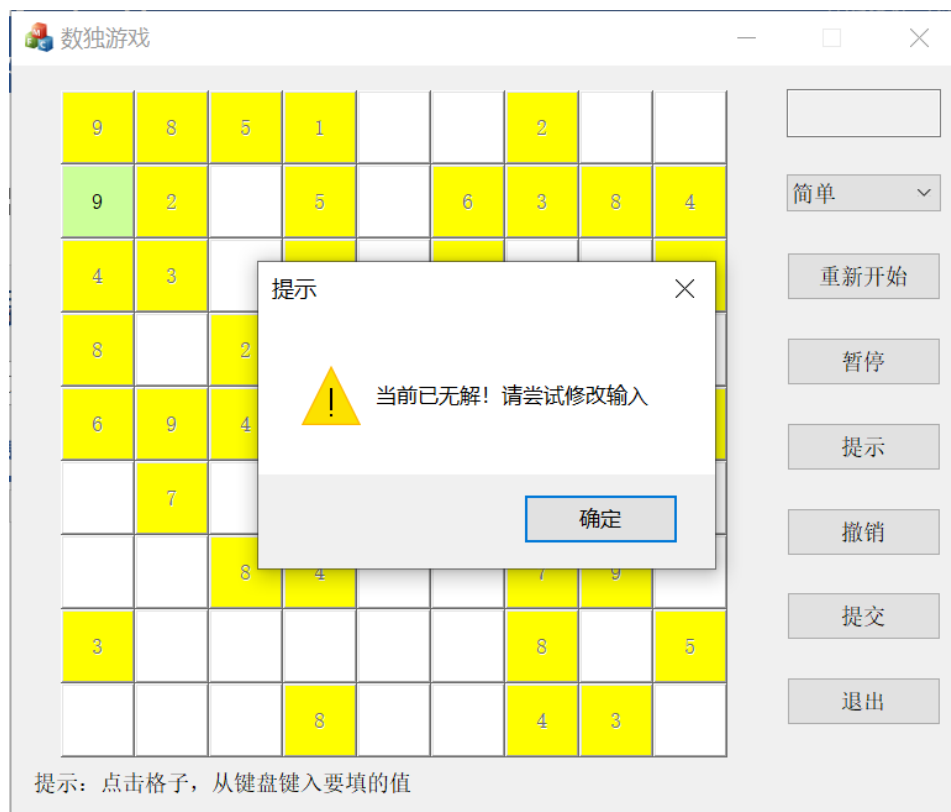 数独游戏
9 8 5 1 2
9 2 5 6 3 8 4
简单
4 3
提示
重新开始
8 2
暂停
当前已无解！请尝试修改输入
6 9 4
提示
7
确定
撤销
8 4 7 9
3 8 5
提交
8 4 3
退出
提示：点击格子，从键盘键入要填的值